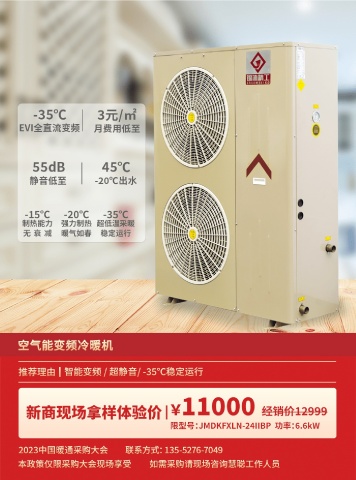 -35℃
EVI全直流变频
3元/㎡
月费用低至
55dB
静音低至
45℃
-20℃出水
-15℃
制热能力
无衰减
-20℃
强力制热
暖气如春
-35℃
超低温采暖
稳定运行
空气能变频冷暖机
推荐理由|智能变频/超静音/-35℃稳定运行
新商现场拿样体验价|¥11000 经销价12999
限型号:JMDKFXLN-24IIBP 功率:6.6kW
2023中国暖通采购大会 联系方式: 135-5276-7049
本政策仅限采购大会现场享受 如需采购请现场咨询慧聪工作人员